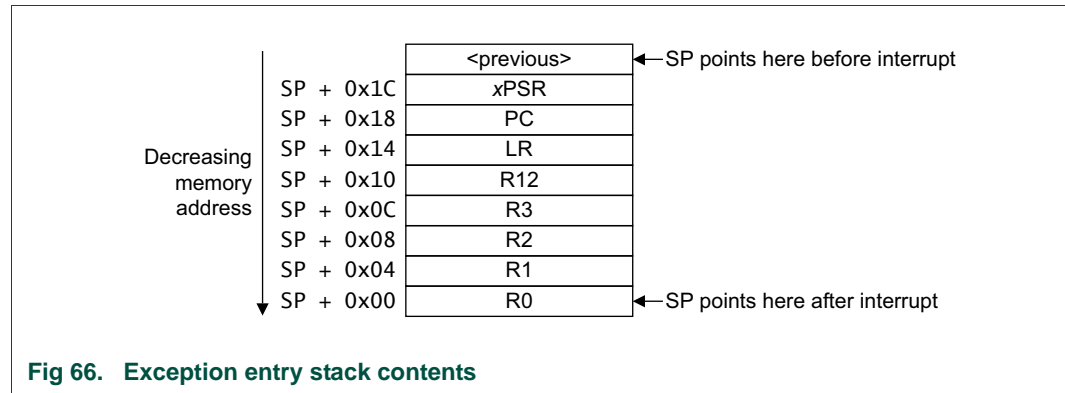 <previous> SP points here before interrupt
SP + 0x1C xPSR
SP + 0x18 PC
SP + 0x14 LR
SP + 0x10 R12
SP + 0x0C R3
SP + 0x08 R2
SP + 0x04 R1
SP + 0x00 R0 SP points here after interrupt
Decreasing
memory
address
Fig 66. Exception entry stack contents